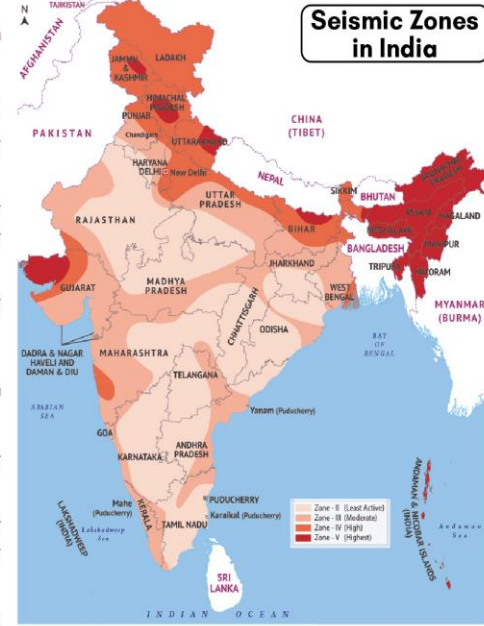 Seismic Zones
in India
N
TAJIKISTAN
AFGHANISTAN
LADAKH
JAMMU
&
KASHMIR
HIMACHAL
PRADESH
PUNJAB
Chandigarh
UTTARAKHAND
PAKISTAN
CHINA
(TIBET)
HARYANA
DELHI
New Delhi
NEPAL
UTTAR
PRADESH
SIKKIM
BHUTAN
ARUNACHAL
PRADESH
ASSAM
NAGALAND
MEGHALAYA
MANIPUR
RAJASTHAN
BIHAR
BANGLADESH
TRIPURA
MIZORAM
JHARKHAND
GUJARAT
MADHYA
PRADESH
CHHATTISGARH
WEST
BENGAL
MYANMAR
(BURMA)
ODISHA
DADRA & NAGAR
HAVELI AND
DAMAN & DIU
MAHARASHTRA
BAY
OF
BENGAL
TELANGANA
ARABIAN
SEA
Yanam (Puducherry)
GOA
KARNATAKA
ANDHRA
PRADESH
ANDAMAN & NICOBAR ISLANDS
(INDIA)
Andaman
Sea
LAKSHADWEEP
(INDIA)
Lakshadweep
Sea
Mahe
(Puducherry)
KERALA
PUDUCHERRY
Karaikal (Puducherry)
TAMIL NADU
Zone - II (Least Active)
Zone - III (Moderate)
Zone - IV (High)
Zone - V (Highest)
SRI
LANKA
INDIAN OCEAN